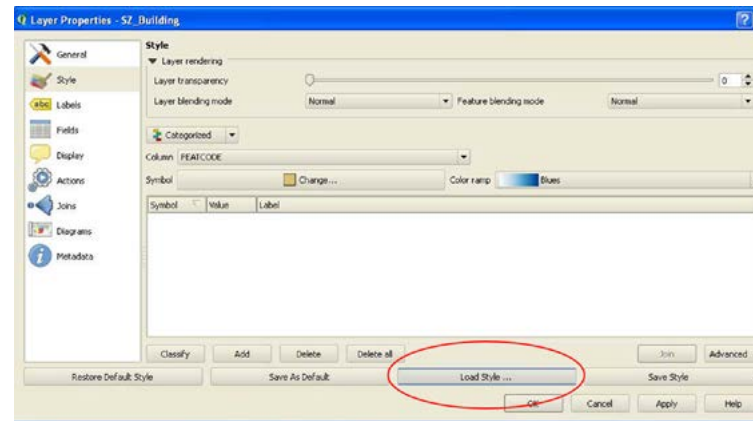 Layer Properties - SZ_Building
?
General
Style
abc Labels
Fields
Display
Actions
Joins
Diagrams
Metadata
Style
Layer rendering
Layer transparency 0
Layer blending mode Normal Feature blending mode Normal
Categorized
Column FEATCODE
Symbol Change... Color ramp Blues
Symbol Value Label
Classify Add Delete Delete all Join Advanced
Restore Default Style Save As Default Load Style ... Save Style
OK Cancel Apply Help